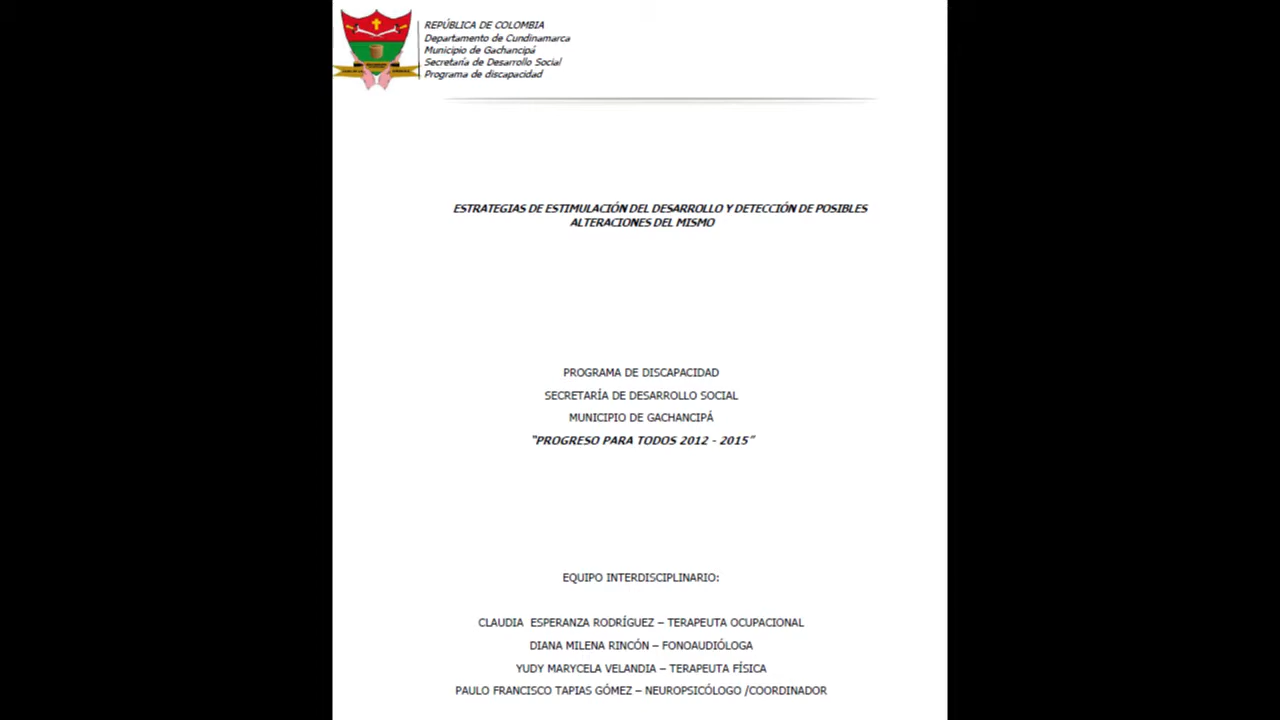 REPÚBLICA DE COLOMBIA
Departamento de Cundinamarca
Municipio de Gachancipá
Secretaría de Desarrollo Social
Programa de discapacidad
ESTRATEGIAS DE ESTIMULACIÓN DEL DESARROLLO Y DETECCIÓN DE POSIBLES
ALTERACIONES DEL MISMO
PROGRAMA DE DISCAPACIDAD
SECRETARÍA DE DESARROLLO SOCIAL
MUNICIPIO DE GACHANCIPÁ
“PROGRESO PARA TODOS 2012 - 2015”
EQUIPO INTERDISCIPLINARIO:
CLAUDIA  ESPERANZA RODRÍGUEZ – TERAPEUTA OCUPACIONAL
DIANA MILENA RINCÓN – FONOAUDIÓLOGA
YUDY MARYCELA VELANDIA – TERAPEUTA FÍSICA
PAULO FRANCISCO TAPIAS GÓMEZ – NEUROPSICÓLOGO /COORDINADOR